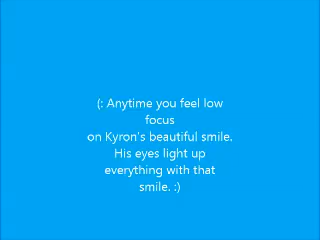 (: Anytime you feel low
focus
on Kyron's beautiful smile.
His eyes light up
everything with that
smile. :)